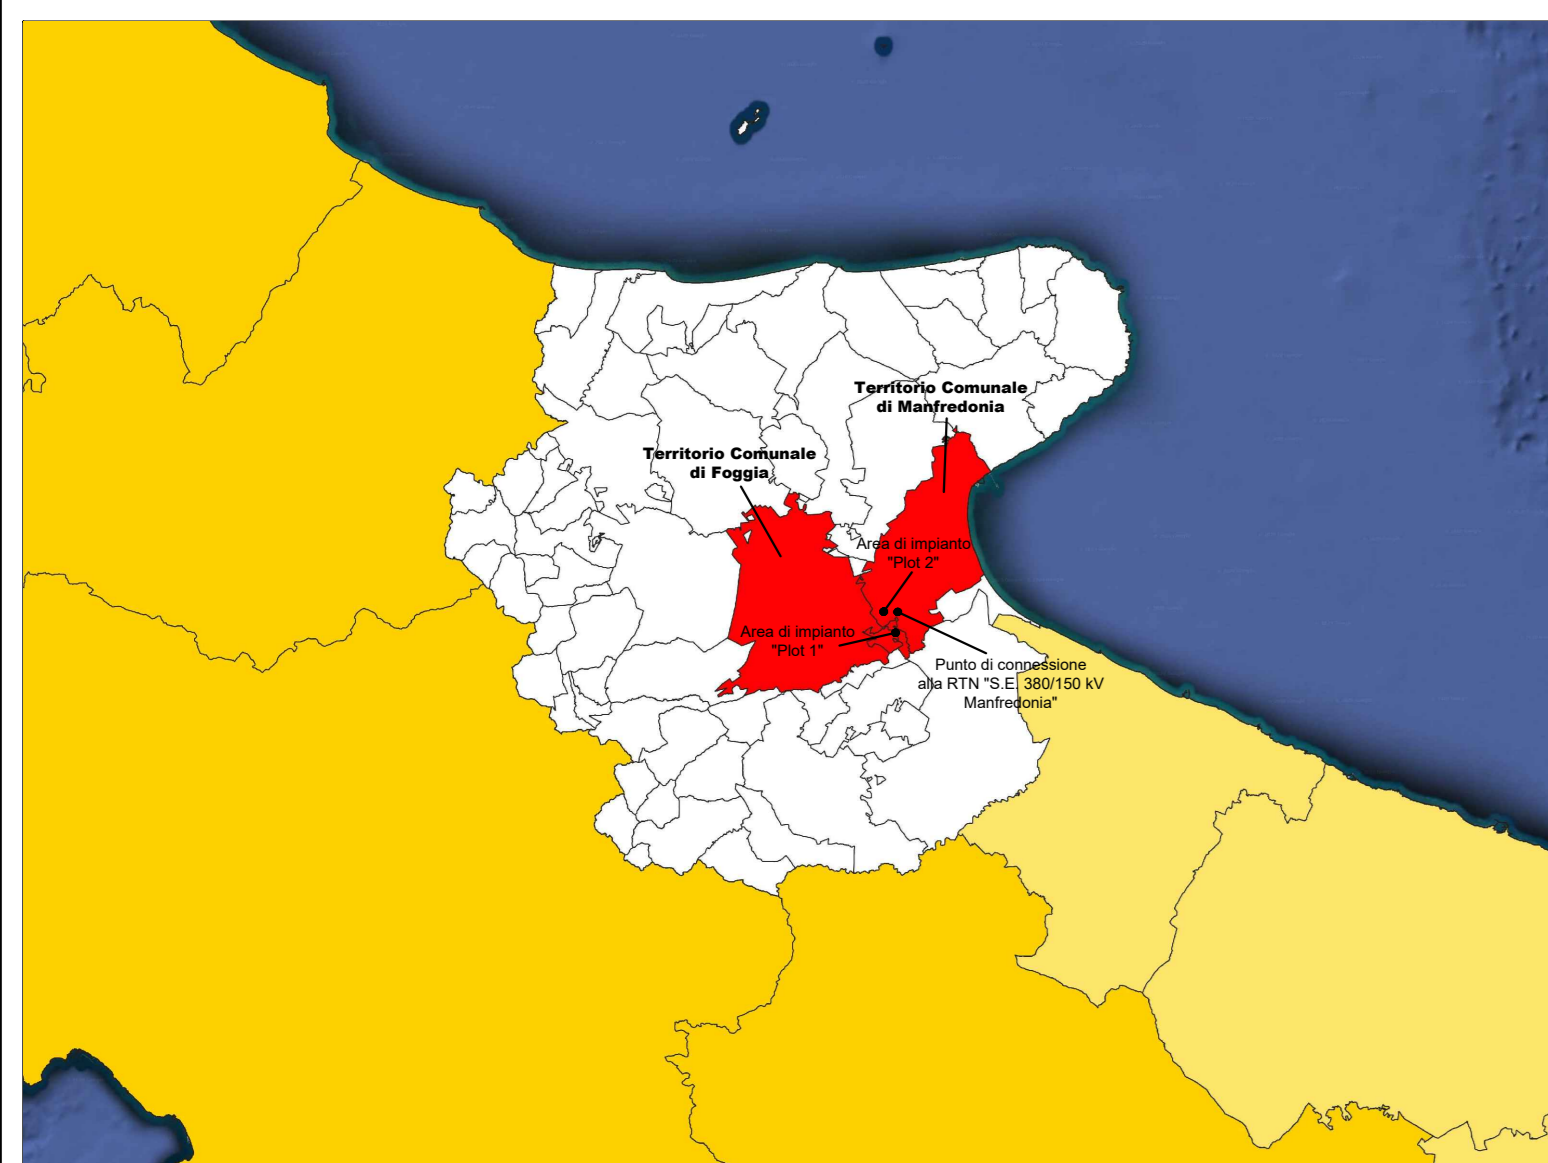 Territorio Comunale
di Manfredonia
Territorio Comunale
di Foggia
Area di impianto
"Plot 2"
Area di impianto
"Plot 1"
Punto di connessione
alla RTN "S.E. 380/150 kV
Manfredonia"